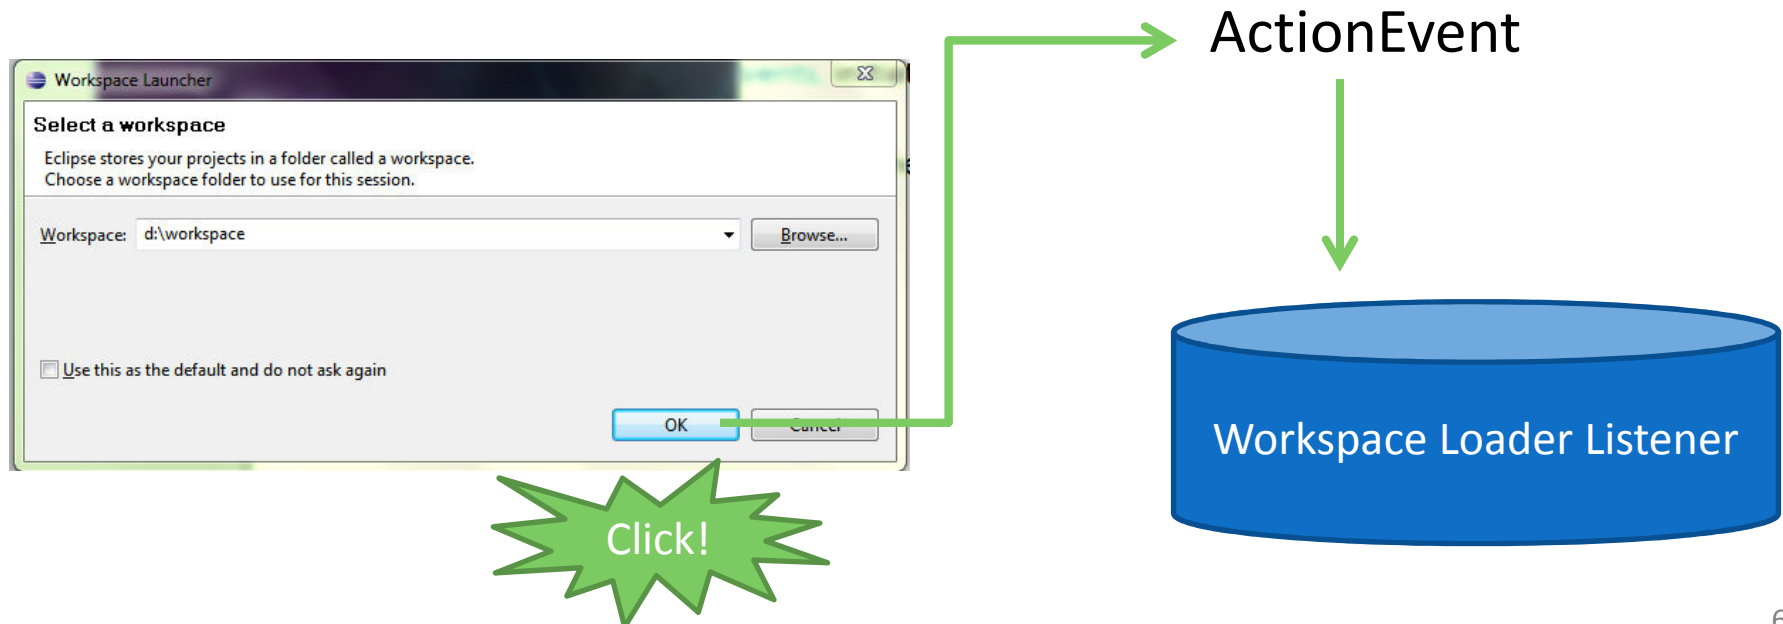 ActionEvent
Workspace Launcher
Select a workspace
Eclipse stores your projects in a folder called a workspace.
Choose a workspace folder to use for this session.
Workspace: d:\workspace Browse...
Use this as the default and do not ask again
OK Cancel
Workspace Loader Listener
Click!
6